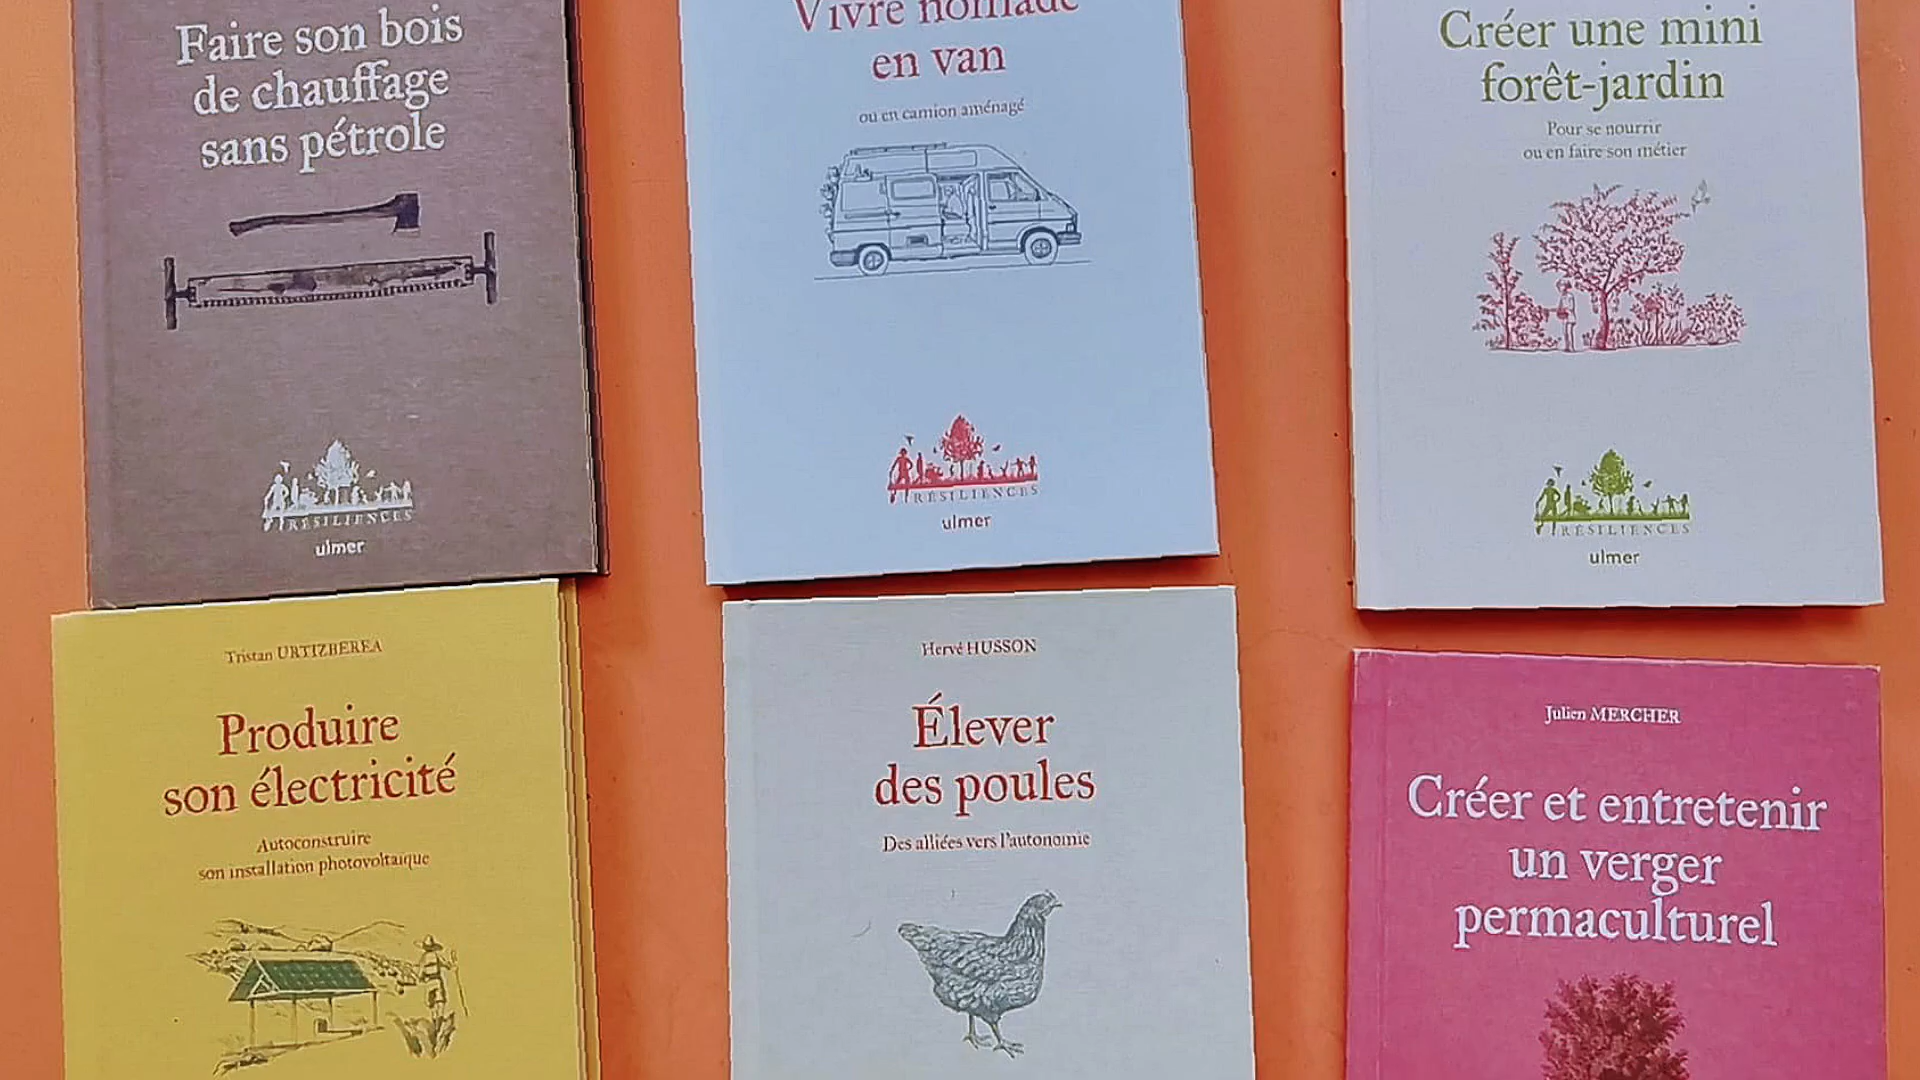 Faire son bois
de chauffage
sans pétrole
RÉSILIENCES
ulmer
Vivre nomade
en van
ou en camion aménagé
RÉSILIENCES
ulmer
Créer une mini
forêt-jardin
Pour se nourrir
ou en faire son métier
RÉSILIENCES
ulmer
Tristan URTIZBEREA
Produire
son électricité
Autoconstruire
son installation photovoltaïque
Hervé HUSSON
Élever
des poules
Des alliées vers l'autonomie
Julien MERCHER
Créer et entretenir
un verger
permaculturel